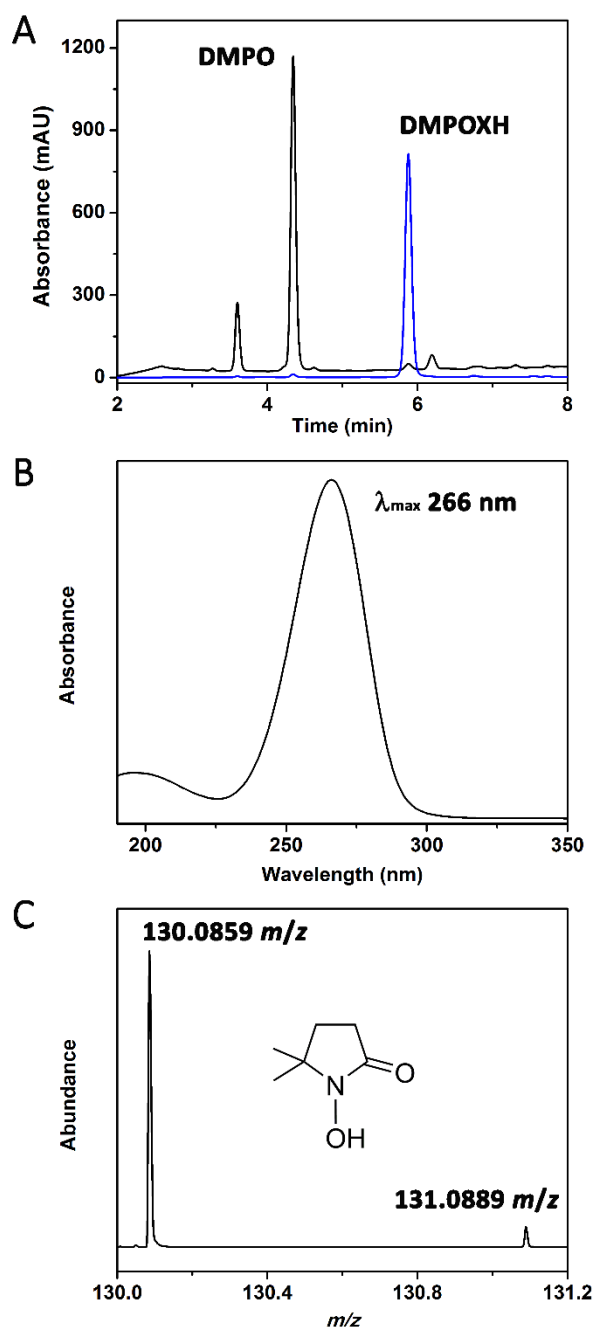 A
DMPO
DMPOXH
Absorbance (mAU)
1200
900
600
300
0
2
4
6
8
Time (min)
B
λmax 266 nm
Absorbance
200
250
300
350
Wavelength (nm)
C
130.0859 m/z
O
N
OH
131.0889 m/z
Abundance
130.0
130.4
130.8
131.2
m/z